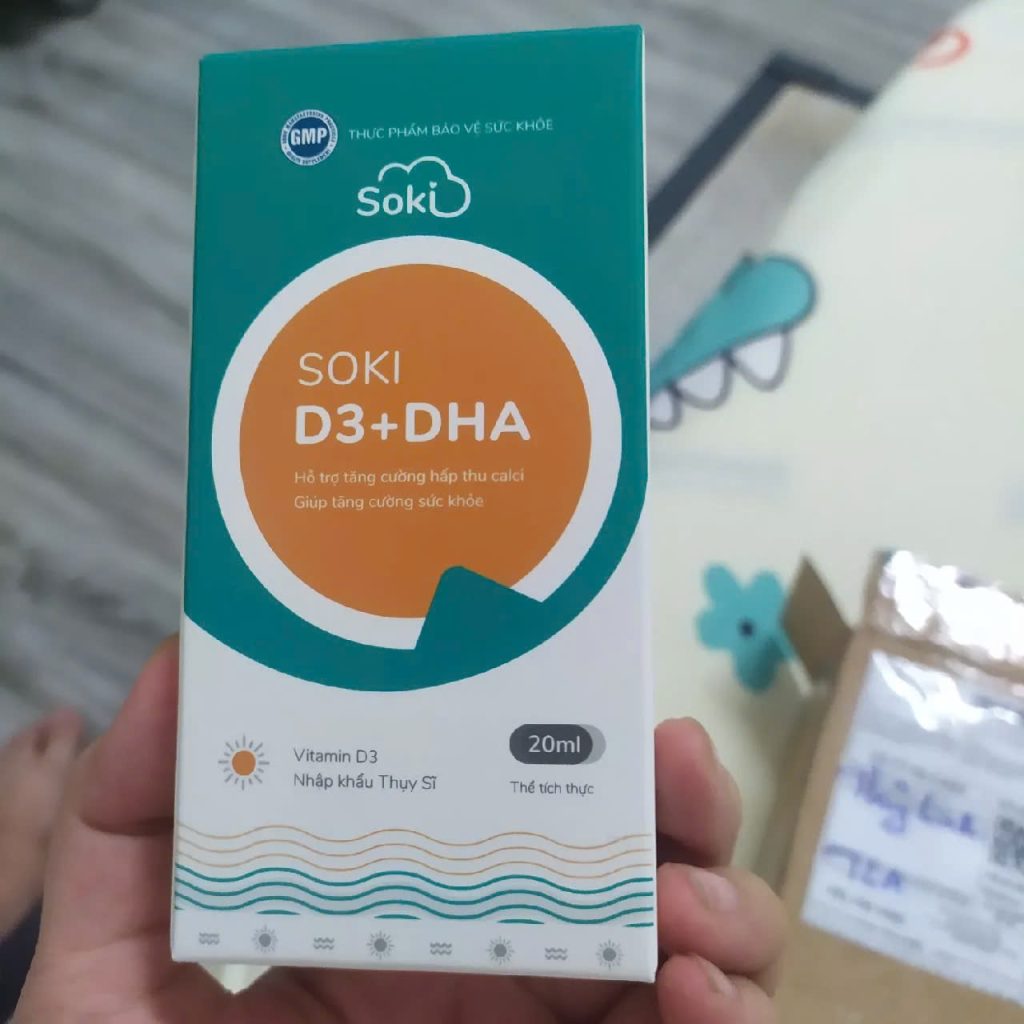 GMP
THỰC PHẨM BẢO VỆ SỨC KHỎE
Soki
SOKI
D3+DHA
Hỗ trợ tăng cường hấp thu calci
Giúp tăng cường sức khỏe
Vitamin D3
Nhập khẩu Thụy Sĩ
20ml
Thể tích thực